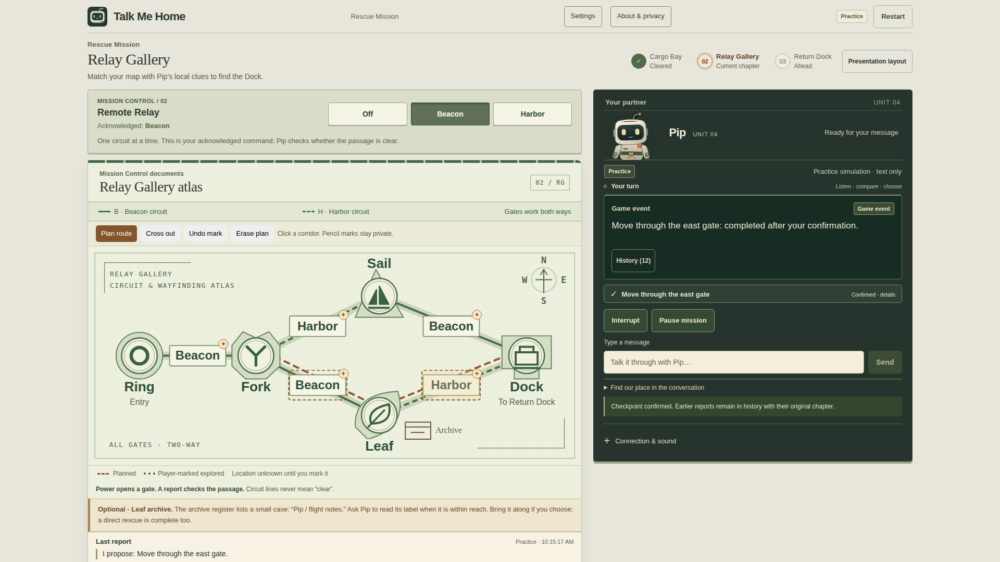 Talk Me Home
Rescue Mission
Settings
About & privacy
Practice
Restart
Rescue Mission
Relay Gallery
Match your map with Pip’s local clues to find the Dock.
✓
Cargo Bay
Cleared
02
Relay Gallery
Current chapter
03
Return Dock
Ahead
Presentation layout
MISSION CONTROL / 02
Remote Relay
Acknowledged: Beacon
Off
Beacon
Harbor
One circuit at a time. This is your acknowledged command; Pip checks whether the passage is clear.
Mission Control documents
Relay Gallery atlas
02 / RG
B · Beacon circuit
H · Harbor circuit
Gates work both ways
Plan route
Cross out
Undo mark
Erase plan
Click a corridor. Pencil marks stay private.
RELAY GALLERY
CIRCUIT & WAYFINDING ATLAS
Sail
N
W
E
S
Harbor
+
Beacon
+
Beacon
+
Ring
Entry
Fork
Beacon
+
Harbor
+
Dock
To Return Dock
Archive
Leaf
ALL GATES · TWO-WAY
Planned
Player-marked explored
Location unknown until you mark it
Power opens a gate. A report checks the passage. Circuit lines never mean “clear”.
Optional · Leaf archive. The archive register lists a small case: “Pip / flight notes.” Ask Pip to read its label when it is within reach. Bring it along if you choose;
a direct rescue is complete too.
Last report
Practice · 10:15:17 AM
I propose: Move through the east gate.
Your partner
UNIT 04
Pip
UNIT 04
Ready for your message
Practice
Practice simulation · text only
Your turn
Listen · compare · choose
Game event
Game event
Move through the east gate: completed after your confirmation.
History (12)
✓ Move through the east gate
Confirmed · details
Interrupt
Pause mission
Type a message
Talk it through with Pip…
Send
Find our place in the conversation
Checkpoint confirmed. Earlier reports remain in history with their original chapter.
+ Connection & sound